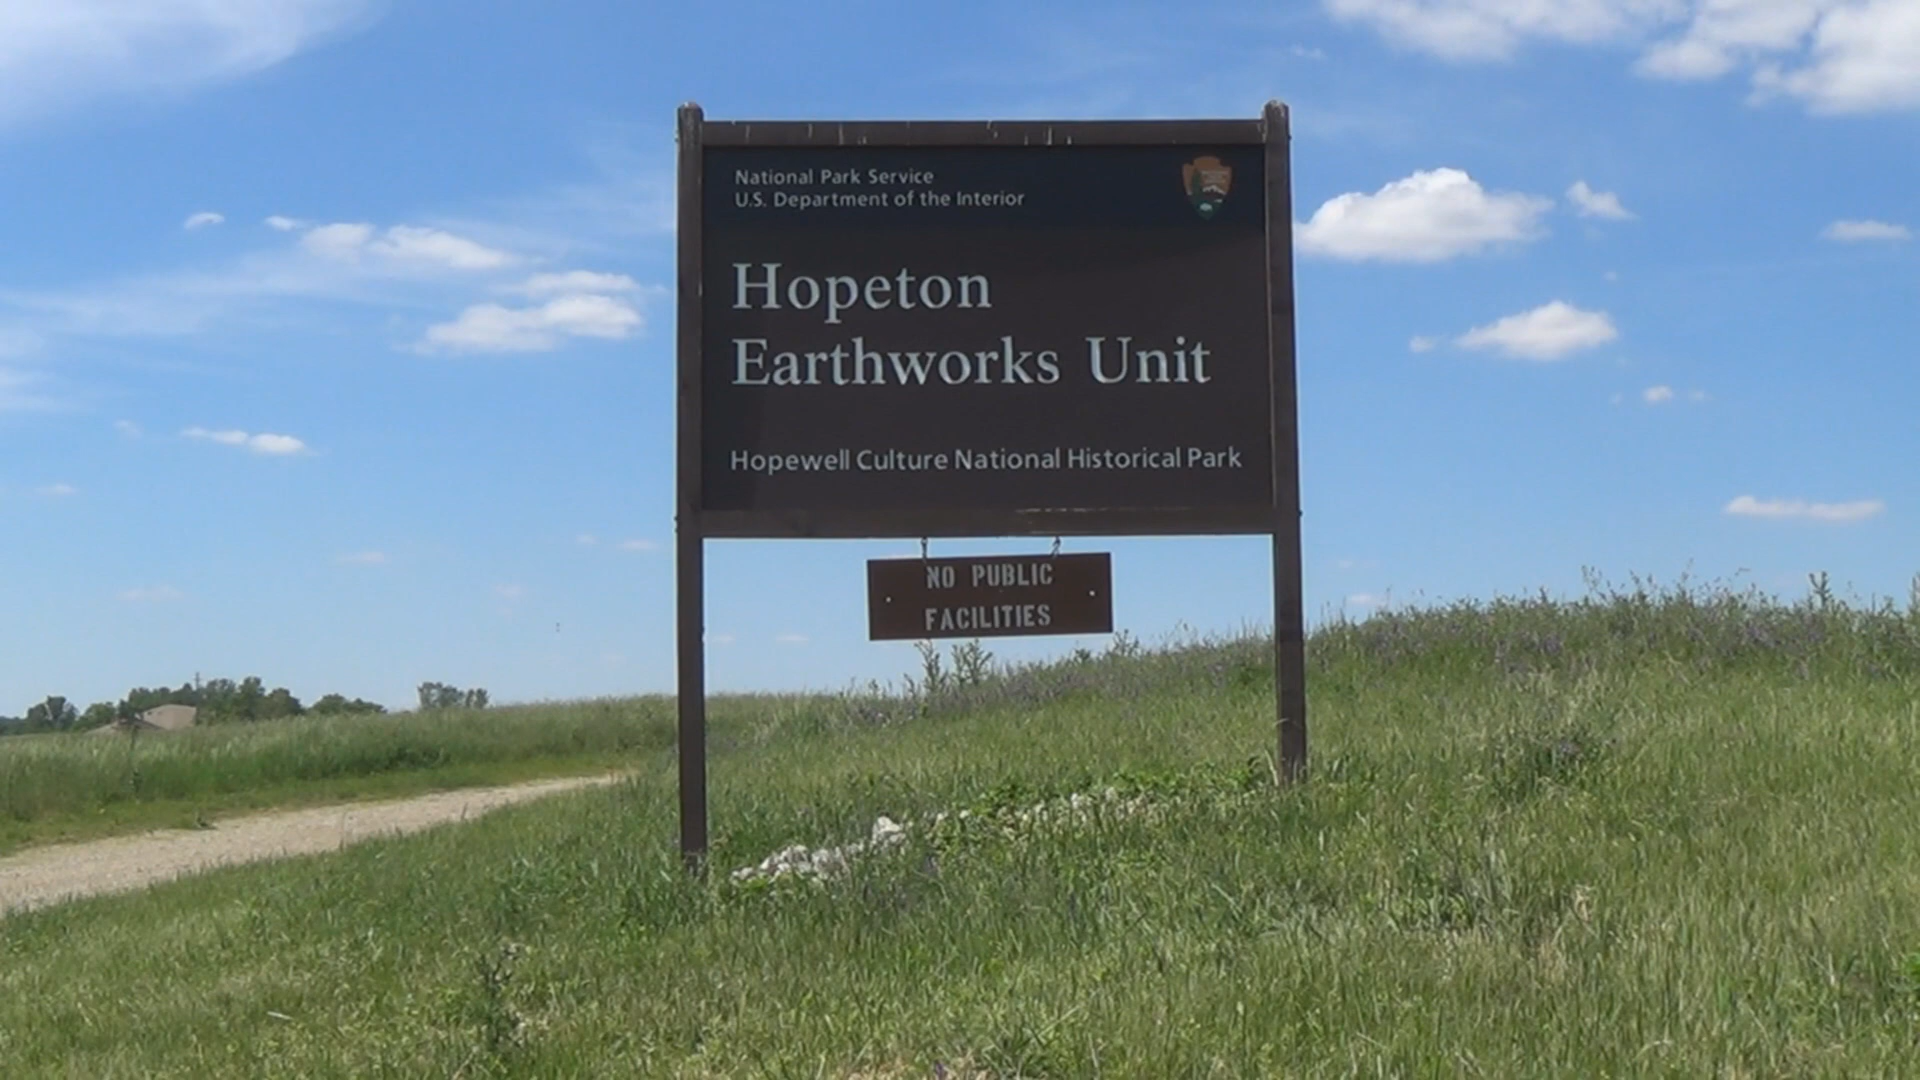 National Park Service
U.S. Department of the Interior
Hopeton
Earthworks Unit
Hopewell Culture National Historical Park
NO PUBLIC
FACILITIES